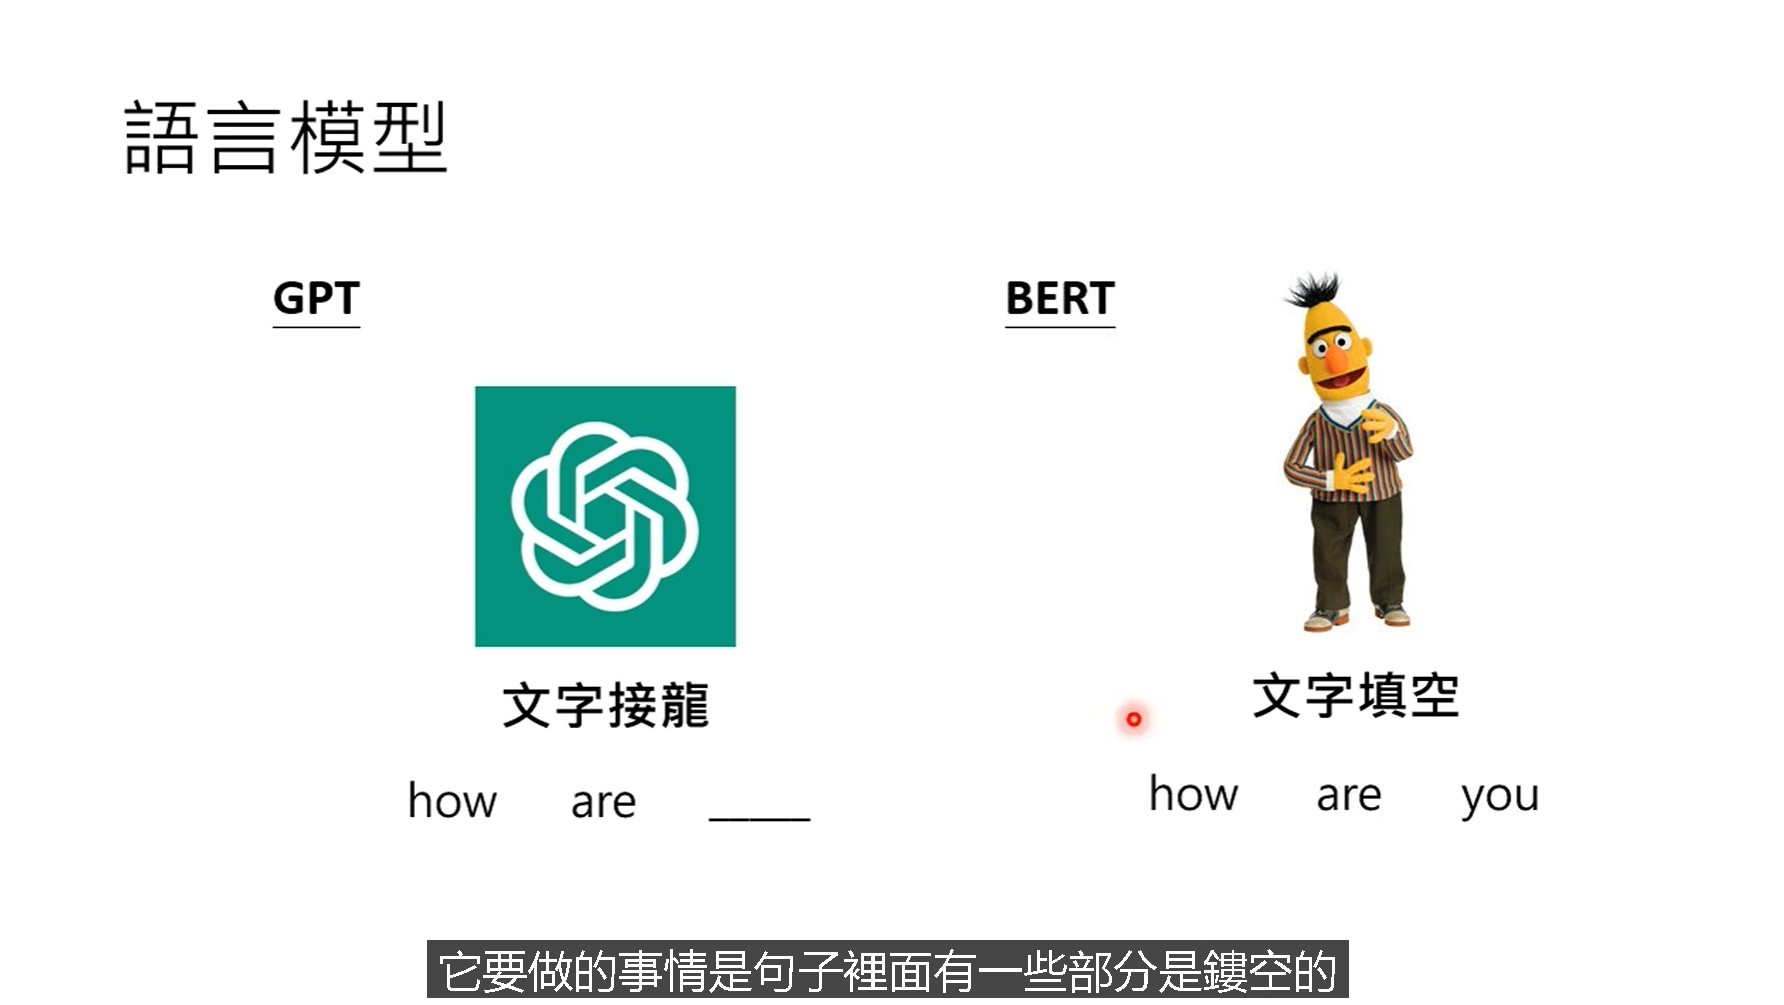 語言模型
GPT
BERT
文字接龍
文字填空
how are _____
how are you
它要做的事情是句子裡面有一些部分是鏤空的